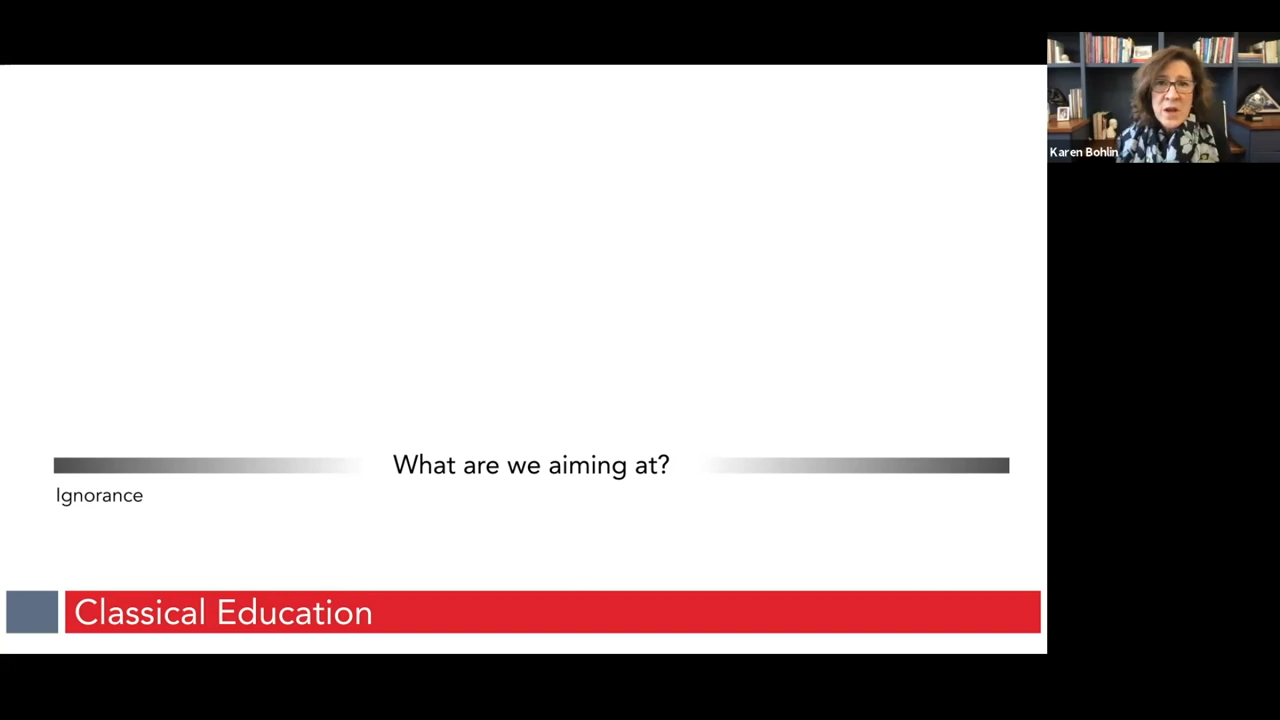 Karen Bohlin
What are we aiming at?
Ignorance
Classical Education